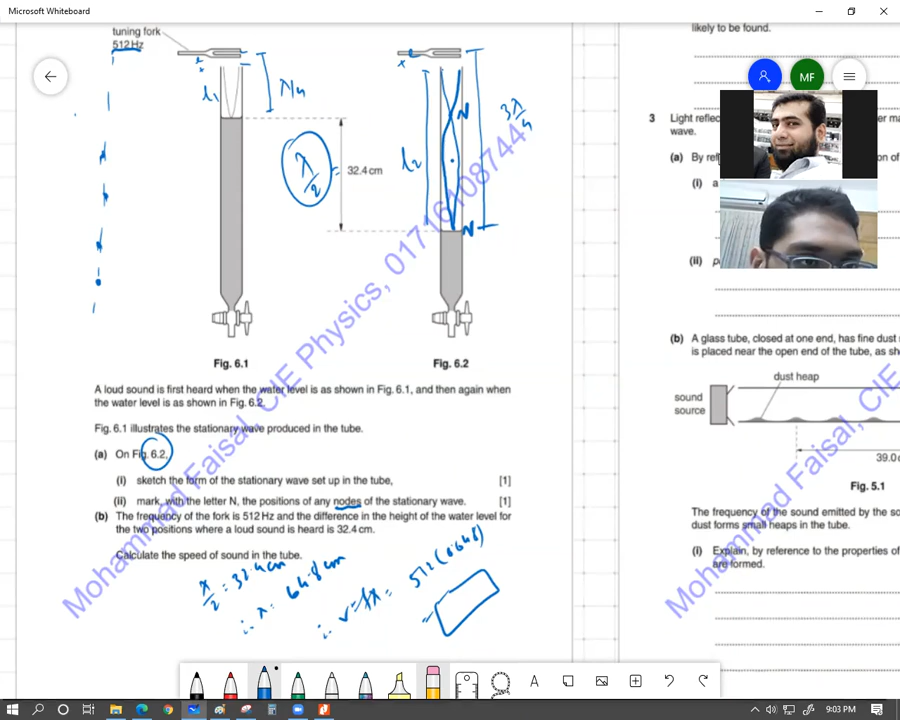 Microsoft Whiteboard
tuning fork
512 Hz
l1
λ/4
λ/2 =
32.4 cm
l2
N
N
3λ/4
Fig. 6.1
Fig. 6.2
Mohammad Faisal, CIE Physics, 01716108744
A loud sound is first heard when the water level is as shown in Fig. 6.1, and then again when
the water level is as shown in Fig. 6.2.
Fig. 6.1 illustrates the stationary wave produced in the tube.
(a) On Fig. 6.2,
(i) sketch the form of the stationary wave set up in the tube, [1]
(ii) mark, with the letter N, the positions of any nodes of the stationary wave. [1]
(b) The frequency of the fork is 512 Hz and the difference in the height of the water level for
the two positions where a loud sound is heard is 32.4 cm.
Calculate the speed of sound in the tube.
λ/2 = 32.4 cm
∴ λ = 64.8 cm
∴ v = fλ = 512 (0.648)
=
likely to be found.
MF
3 Light reflec
wave.
(a) By ref
(i) a
(ii) p
(b) A glass tube, closed at one end, has fine dust
is placed near the open end of the tube, as sh
dust heap
sound
source
39.0 c
Fig. 5.1
Mohammad Faisal, CIE
The frequency of the sound emitted by the so
dust forms small heaps in the tube.
(i) Explain, by reference to the properties of
are formed.
A
9:03 PM